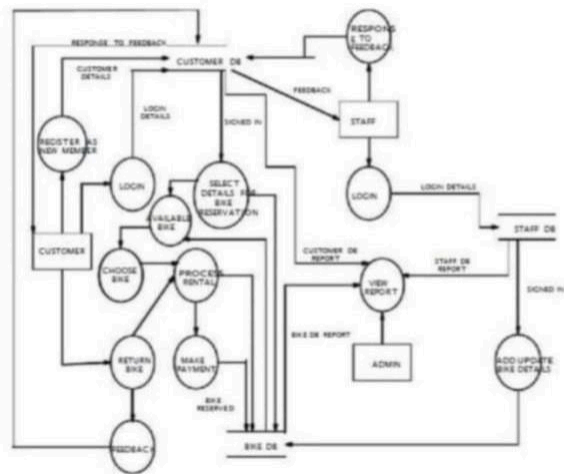 RESPONS
E TO
FEEDBACK
RESPONSE TO FEEDBACK
CUSTOMER DB
CUSTOMER
DETAILS
FEEDBACK
LOGIN
DETAILS
SIGNED IN
STAFF
REGISTER AS
NEW MEMBER
LOGIN
SELECT
DETAILS FOR
BIKE
RESERVATION
LOGIN
LOGIN DETAILS
AVAILABLE
BIKE
STAFF DB
CUSTOMER
CUSTOMER DB
REPORT
STAFF DB
REPORT
CHOOSE
BIKE
PROCESS
RENTAL
VIEW
REPORT
SIGNED IN
BIKE DB REPORT
RETURN
BIKE
MAKE
PAYMENT
ADMIN
ADD UPDATE
BIKE DETAILS
BIKE
RESERVED
FEEDBACK
BIKE DB